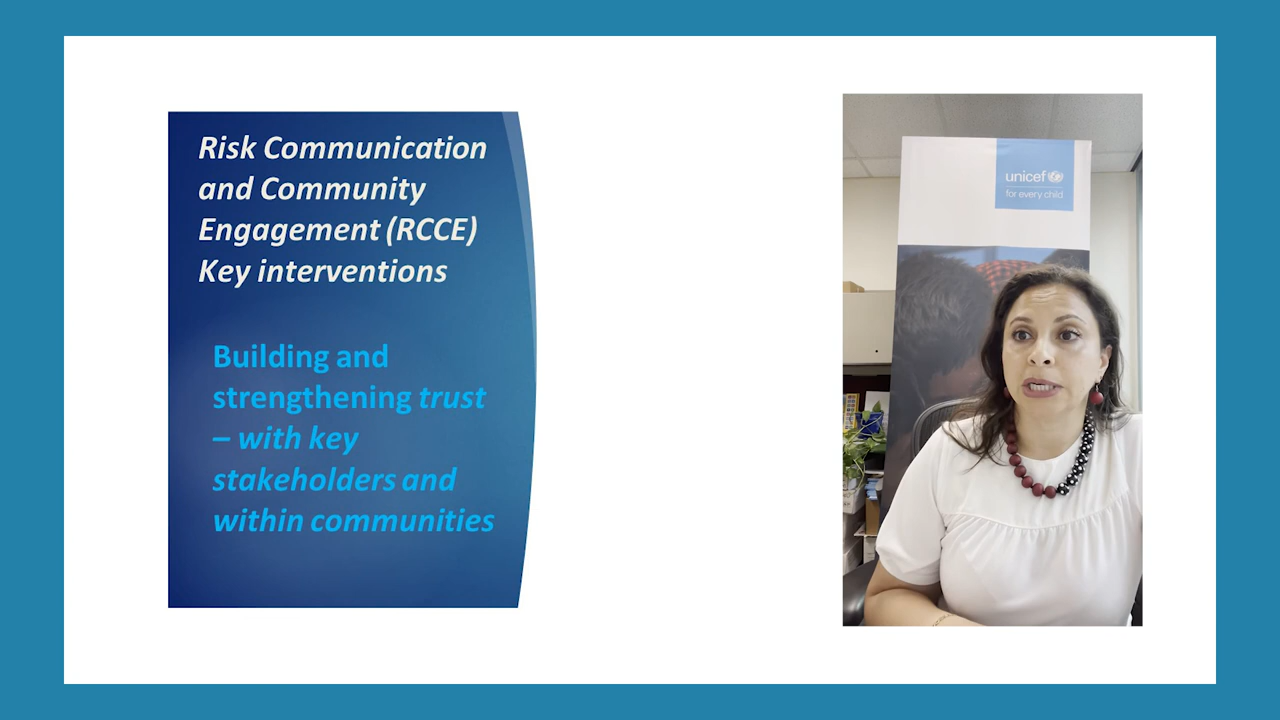 Risk Communication
and Community
Engagement (RCCE)
Key interventions
Building and
strengthening trust
– with key
stakeholders and
within communities
unicef
for every child